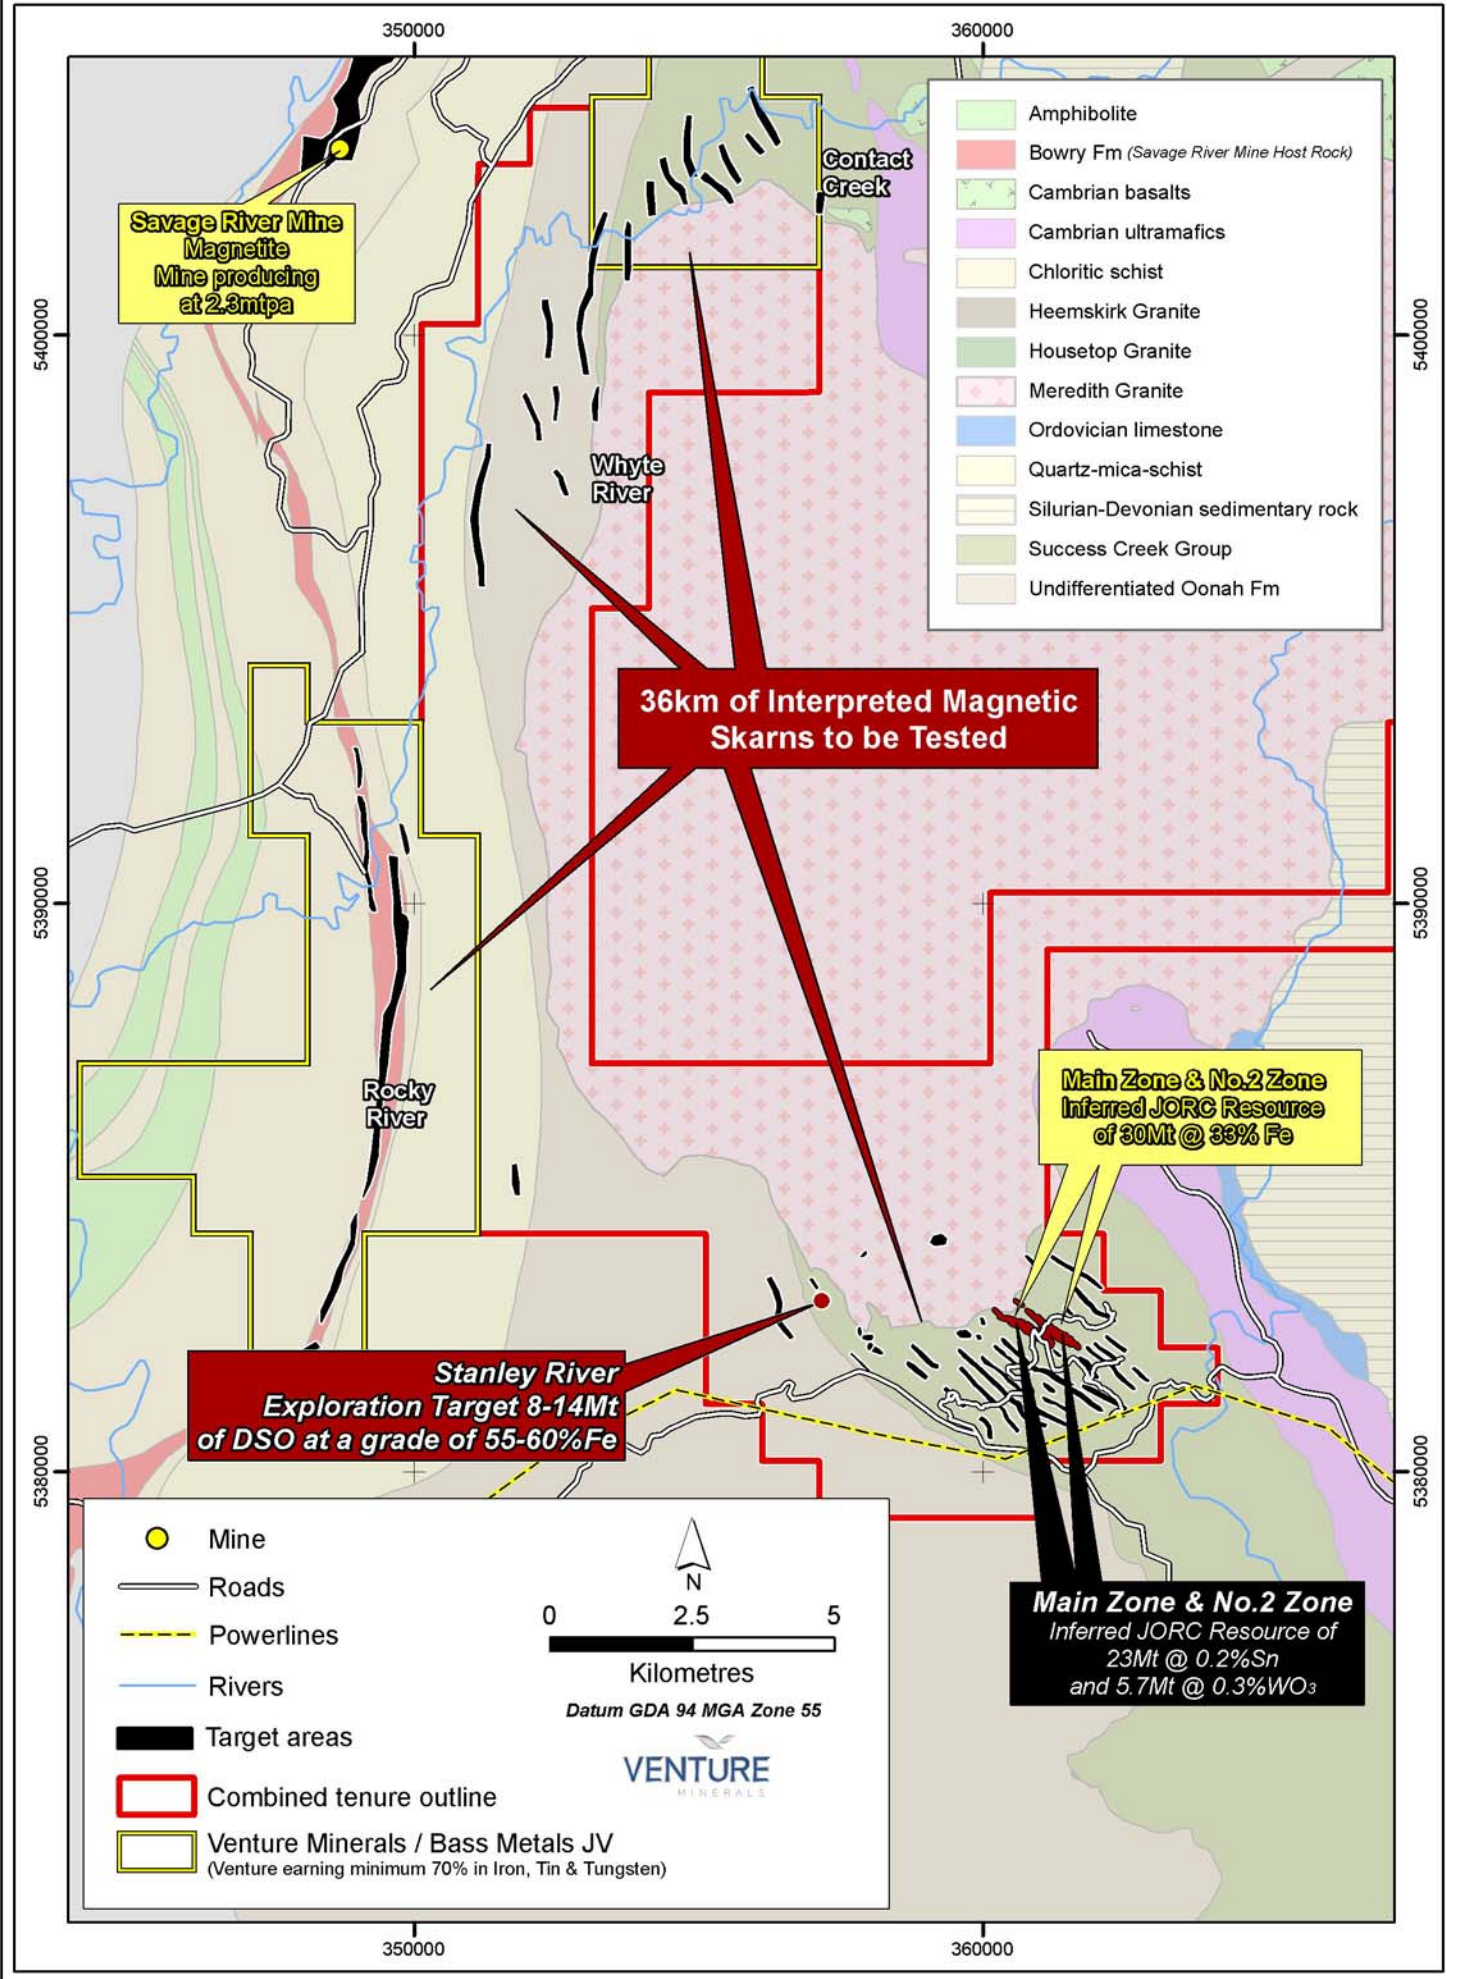 350000
360000
Amphibolite
Bowry Fm (Savage River Mine Host Rock)
Cambrian basalts
Cambrian ultramafics
Chloritic schist
Heemskirk Granite
Housetop Granite
Meredith Granite
Ordovician limestone
Quartz-mica-schist
Silurian-Devonian sedimentary rock
Success Creek Group
Undifferentiated Oonah Fm
Contact
Creek
Savage River Mine
Magnetite
Mine producing
at 2.3mtpa
5400000
5400000
Whyte
River
36km of Interpreted Magnetic
Skarns to be Tested
5390000
5390000
Rocky
River
Main Zone & No.2 Zone
Inferred JORC Resource
of 30Mt @ 33% Fe
Stanley River
Exploration Target 8-14Mt
of DSO at a grade of 55-60%Fe
5380000
5380000
Main Zone & No.2 Zone
Inferred JORC Resource of
23Mt @ 0.2%Sn
and 5.7Mt @ 0.3%WO3
Mine
Roads
Powerlines
Rivers
Target areas
Combined tenure outline
Venture Minerals / Bass Metals JV
(Venture earning minimum 70% in Iron, Tin & Tungsten)
N
0 2.5 5
Kilometres
Datum GDA 94 MGA Zone 55
VENTURE
MINERALS
350000
360000